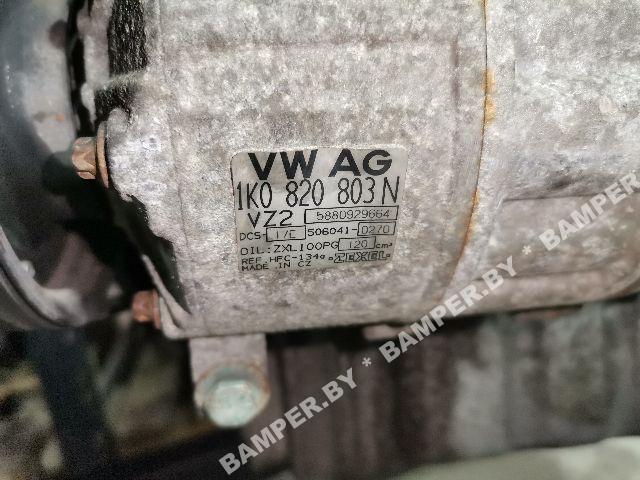 VW AG
1K0 820 803 N
VZ2 5880929664
DCS-17E 506041-0270
OIL:ZXL100PG 120 cm³
REF.HFC-134a ZEXEL
MADE IN CZ
BAMPER.BY * BAMPER.BY * BAMPER.BY